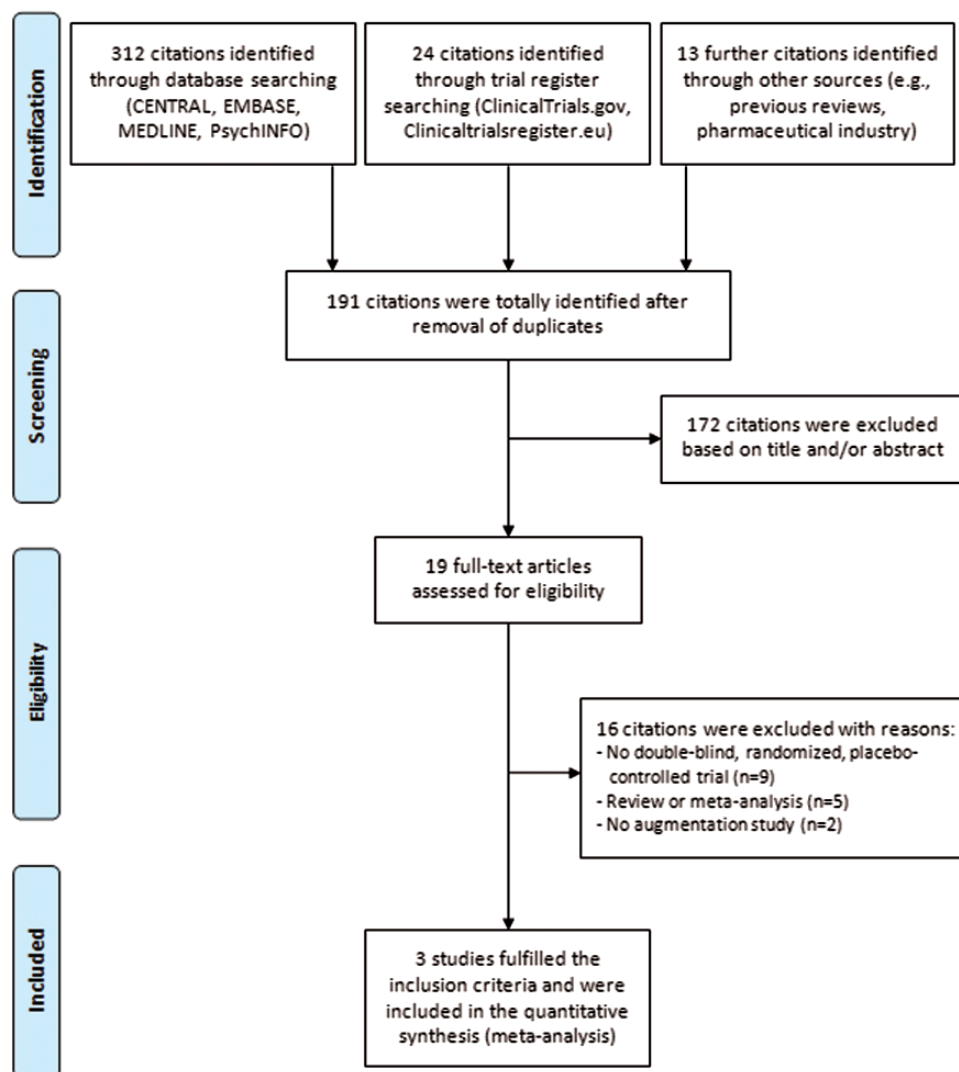 Identification
312 citations identified
through database searching
(CENTRAL, EMBASE,
MEDLINE, PsychINFO)
24 citations identified
through trial register
searching (ClinicalTrials.gov,
Clinicaltrialsregister.eu)
13 further citations identified
through other sources (e.g.,
previous reviews,
pharmaceutical industry)
Screening
191 citations were totally identified after
removal of duplicates
172 citations were excluded
based on title and/or abstract
Eligibility
19 full-text articles
assessed for eligibility
16 citations were excluded with reasons:
- No double-blind, randomized, placebo-
controlled trial (n=9)
- Review or meta-analysis (n=5)
- No augmentation study (n=2)
Included
3 studies fulfilled the
inclusion criteria and were
included in the quantitative
synthesis (meta-analysis)